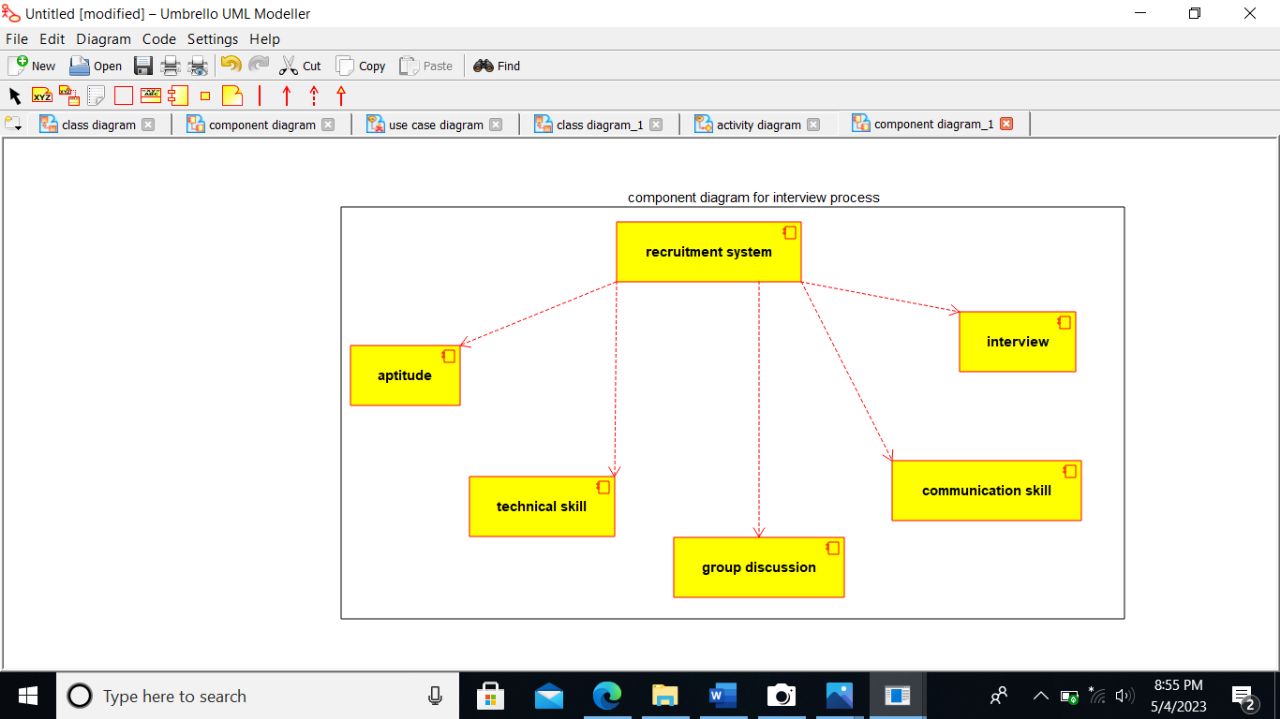 Untitled [modified] – Umbrello UML Modeller
File Edit Diagram Code Settings Help
New Open Cut Copy Paste Find
XYZ ABC
class diagram component diagram use case diagram class diagram_1 activity diagram component diagram_1
component diagram for interview process
recruitment system
interview
aptitude
communication skill
technical skill
group discussion
Type here to search
8:55 PM
5/4/2023
2